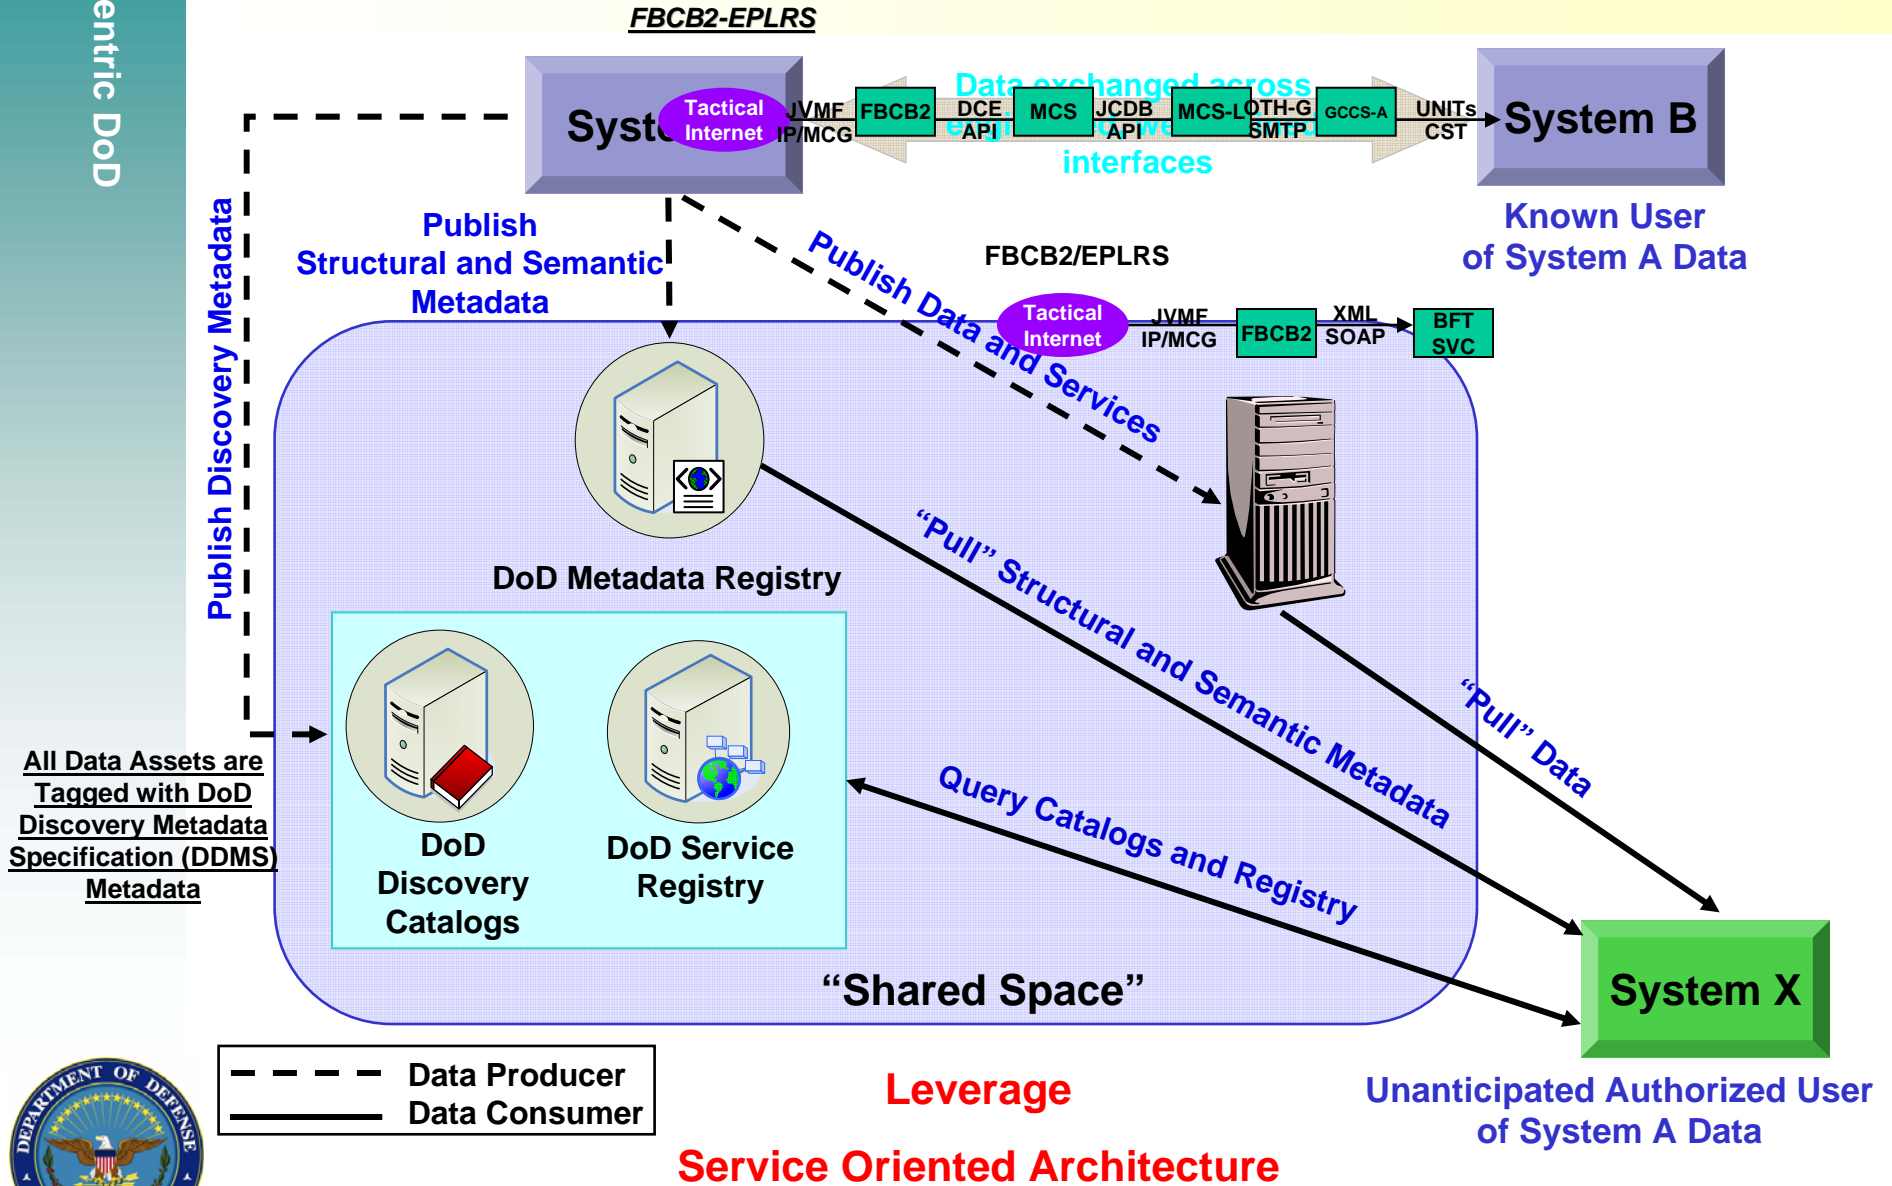 FBCB2-EPLRS
entric DoD
Syst
Tactical
Internet
JVMF
IP/MCG
FBCB2
DCE
API
MCS
JCDB
API
MCS-L
OTH-G
SMTP
GCCS-A
UNITs
CST
System B
Data exchanged across
interfaces
Known User
of System A Data
Publish
Structural and Semantic
Metadata
Publish Discovery Metadata
Publish Data and Services
FBCB2/EPLRS
Tactical
Internet
JVMF
IP/MCG
FBCB2
XML
SOAP
BFT
SVC
DoD Metadata Registry
"Pull" Structural and Semantic Metadata
"Pull" Data
Query Catalogs and Registry
All Data Assets are
Tagged with DoD
Discovery Metadata
Specification (DDMS)
Metadata
DoD
Discovery
Catalogs
DoD Service
Registry
“Shared Space”
System X
Unanticipated Authorized User
of System A Data
Data Producer
Data Consumer
Leverage
Service Oriented Architecture
DEPARTMENT OF DEFENSE